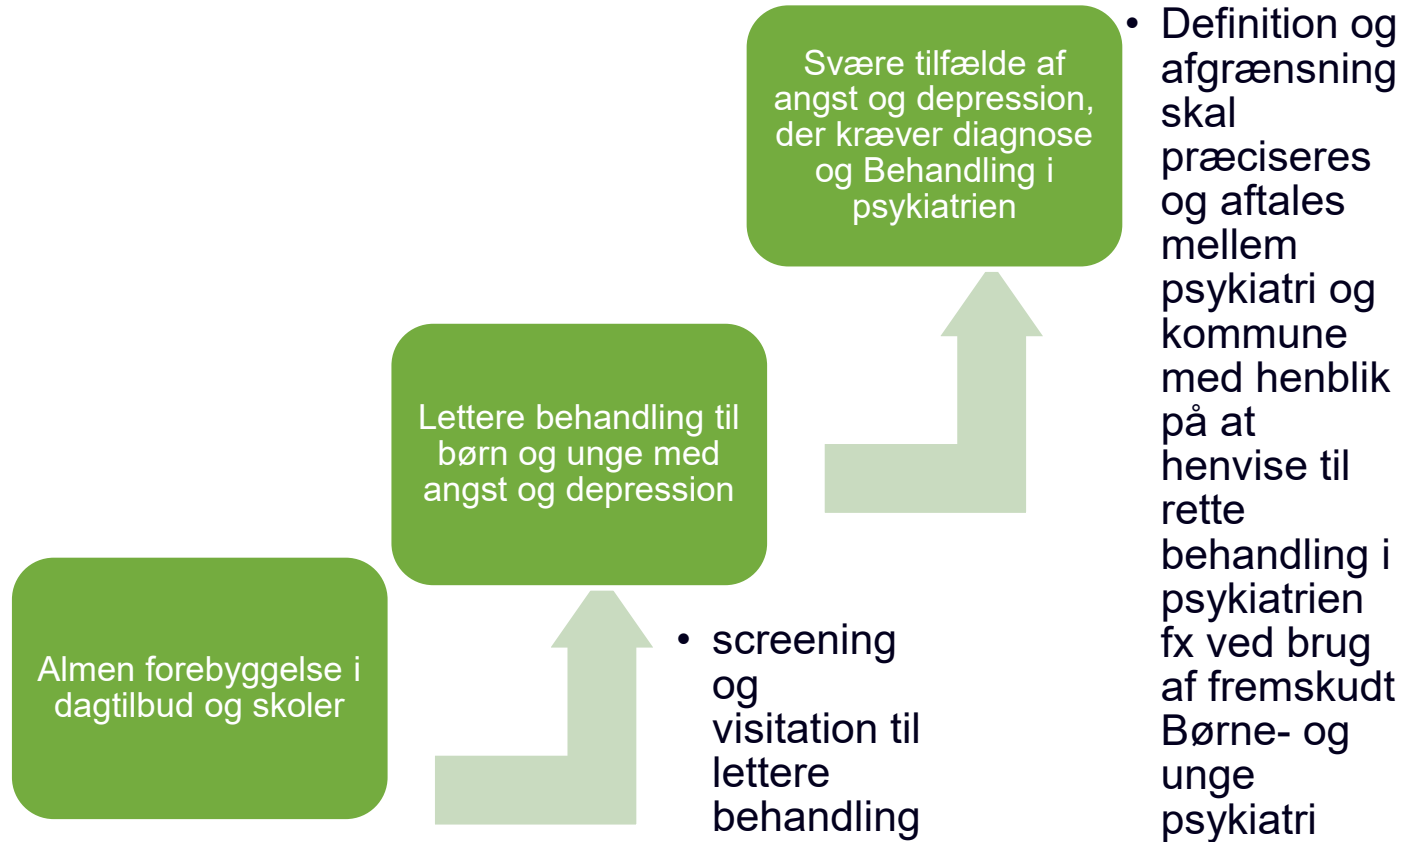 Svære tilfælde af
angst og depression,
der kræver diagnose
og Behandling i
psykiatrien
• Definition og
afgrænsning
skal
præciseres
og aftales
mellem
psykiatri og
kommune
med henblik
på at
henvise til
rette
behandling i
psykiatrien
fx ved brug
af fremskudt
Børne- og
unge
psykiatri
Lettere behandling til
børn og unge med
angst og depression
• screening
og
visitation til
lettere
behandling
Almen forebyggelse i
dagtilbud og skoler